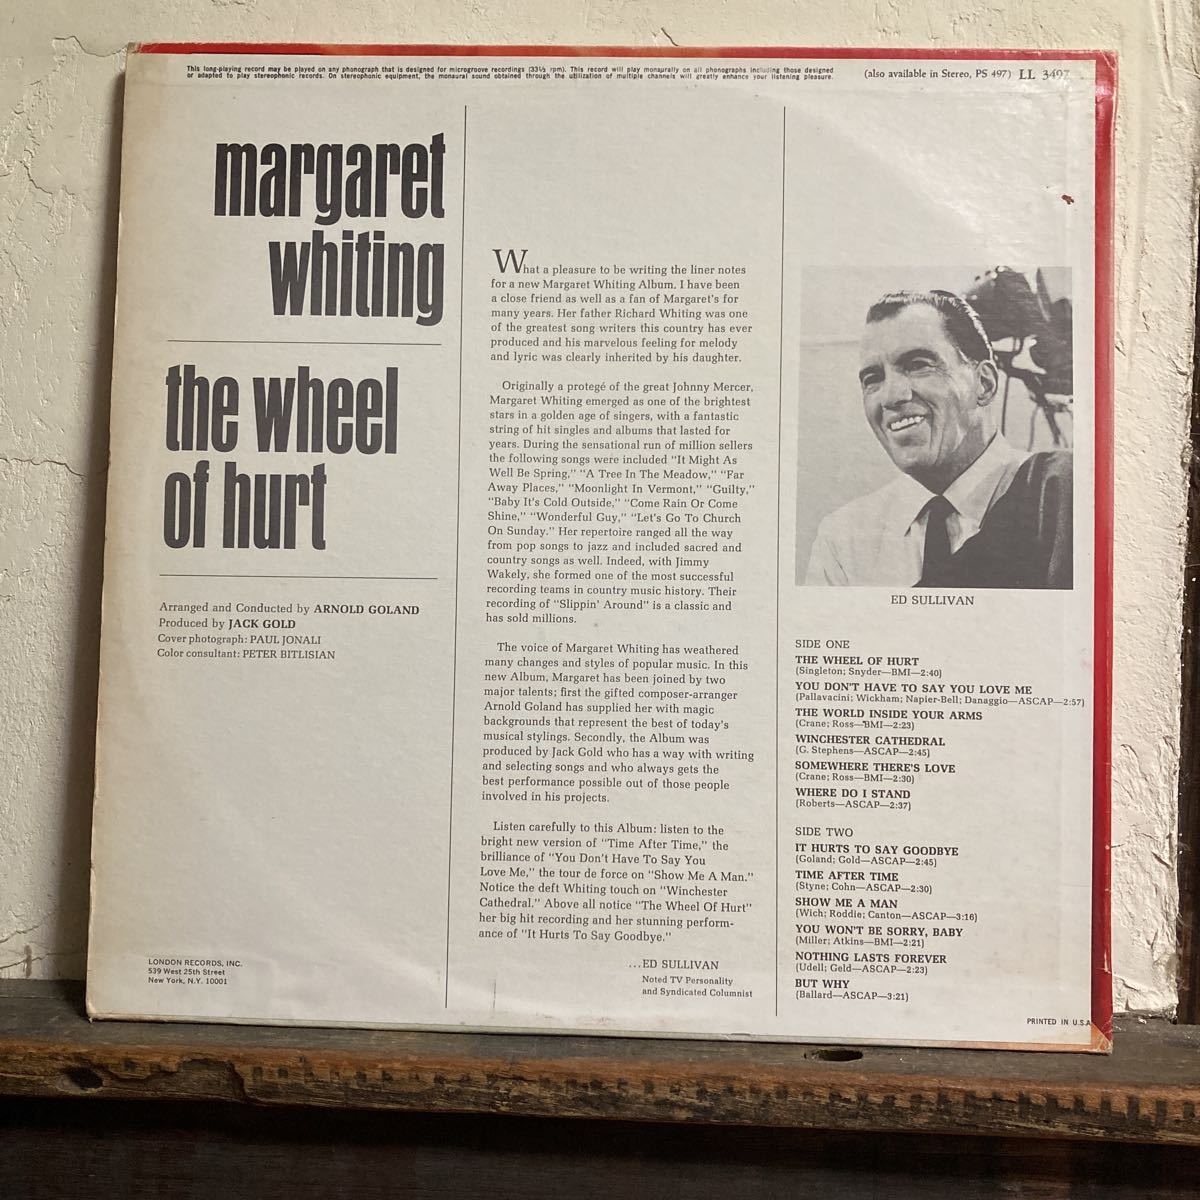 This long-playing record may be played on any phonograph that is designed for microgroove recordings (33⅓ rpm). This record will play monaurally on all phonographs including those designed
or adapted to play stereophonic records. On stereophonic equipment, the monaural sound obtained through the utilization of multiple channels will greatly enhance your listening pleasure.
(also available in Stereo, PS 497) LL 3497
margaret
whiting
the wheel
of hurt
Arranged and Conducted by ARNOLD GOLAND
Produced by JACK GOLD
Cover photograph: PAUL JONALI
Color consultant: PETER BITLISIAN
LONDON RECORDS, INC.
539 West 25th Street
New York, N.Y. 10001
What a pleasure to be writing the liner notes
for a new Margaret Whiting Album. I have been
a close friend as well as a fan of Margaret's for
many years. Her father Richard Whiting was one
of the greatest song writers this country has ever
produced and his marvelous feeling for melody
and lyric was clearly inherited by his daughter.
Originally a protegé of the great Johnny Mercer,
Margaret Whiting emerged as one of the brightest
stars in a golden age of singers, with a fantastic
string of hit singles and albums that lasted for
years. During the sensational run of million sellers
the following songs were included "It Might As
Well Be Spring," "A Tree In The Meadow," "Far
Away Places," "Moonlight In Vermont," "Guilty,"
"Baby It's Cold Outside," "Come Rain Or Come
Shine," "Wonderful Guy," "Let's Go To Church
On Sunday." Her repertoire ranged all the way
from pop songs to jazz and included sacred and
country songs as well. Indeed, with Jimmy
Wakely, she formed one of the most successful
recording teams in country music history. Their
recording of "Slippin' Around" is a classic and
has sold millions.
The voice of Margaret Whiting has weathered
many changes and styles of popular music. In this
new Album, Margaret has been joined by two
major talents; first the gifted composer-arranger
Arnold Goland has supplied her with magic
backgrounds that represent the best of today's
musical stylings. Secondly, the Album was
produced by Jack Gold who has a way with writing
and selecting songs and who always gets the
best performance possible out of those people
involved in his projects.
Listen carefully to this Album: listen to the
bright new version of "Time After Time," the
brilliance of "You Don't Have To Say You
Love Me," the tour de force on "Show Me A Man."
Notice the deft Whiting touch on "Winchester
Cathedral." Above all notice "The Wheel Of Hurt"
her big hit recording and her stunning perform-
ance of "It Hurts To Say Goodbye."
...ED SULLIVAN
Noted TV Personality
and Syndicated Columnist
ED SULLIVAN
SIDE ONE
THE WHEEL OF HURT
(Singleton; Snyder—BMI—2:40)
YOU DON'T HAVE TO SAY YOU LOVE ME
(Pallavacini; Wickham; Napier-Bell; Danaggio—ASCAP—2:57)
THE WORLD INSIDE YOUR ARMS
(Crane; Ross—BMI—2:23)
WINCHESTER CATHEDRAL
(G. Stephens—ASCAP—2:45)
SOMEWHERE THERE'S LOVE
(Crane; Ross—BMI—2:30)
WHERE DO I STAND
(Roberts—ASCAP—2:37)
SIDE TWO
IT HURTS TO SAY GOODBYE
(Goland; Gold—ASCAP—2:45)
TIME AFTER TIME
(Styne; Cohn—ASCAP—2:30)
SHOW ME A MAN
(Wich; Roddie; Canton—ASCAP—3:16)
YOU WON'T BE SORRY, BABY
(Miller; Atkins—BMI—2:21)
NOTHING LASTS FOREVER
(Udell; Geld—ASCAP—2:23)
BUT WHY
(Ballard—ASCAP—3:21)
PRINTED IN U.S.A